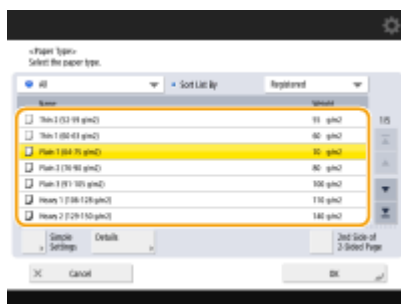 <Paper Type>
Select the paper type.
All
Sort List By
Registered
Name
Weight
Thin 2 (52-59 g/m2)
55 g/m2
Thin 1 (60-63 g/m2)
60 g/m2
Plain 1 (64-75 g/m2)
70 g/m2
Plain 2 (76-90 g/m2)
80 g/m2
Plain 3 (91-105 g/m2)
100 g/m2
Heavy 1 (106-128 g/m2)
110 g/m2
Heavy 2 (129-150 g/m2)
140 g/m2
Simple Settings
Details
2nd Side of
2-Sided Page
Cancel
OK